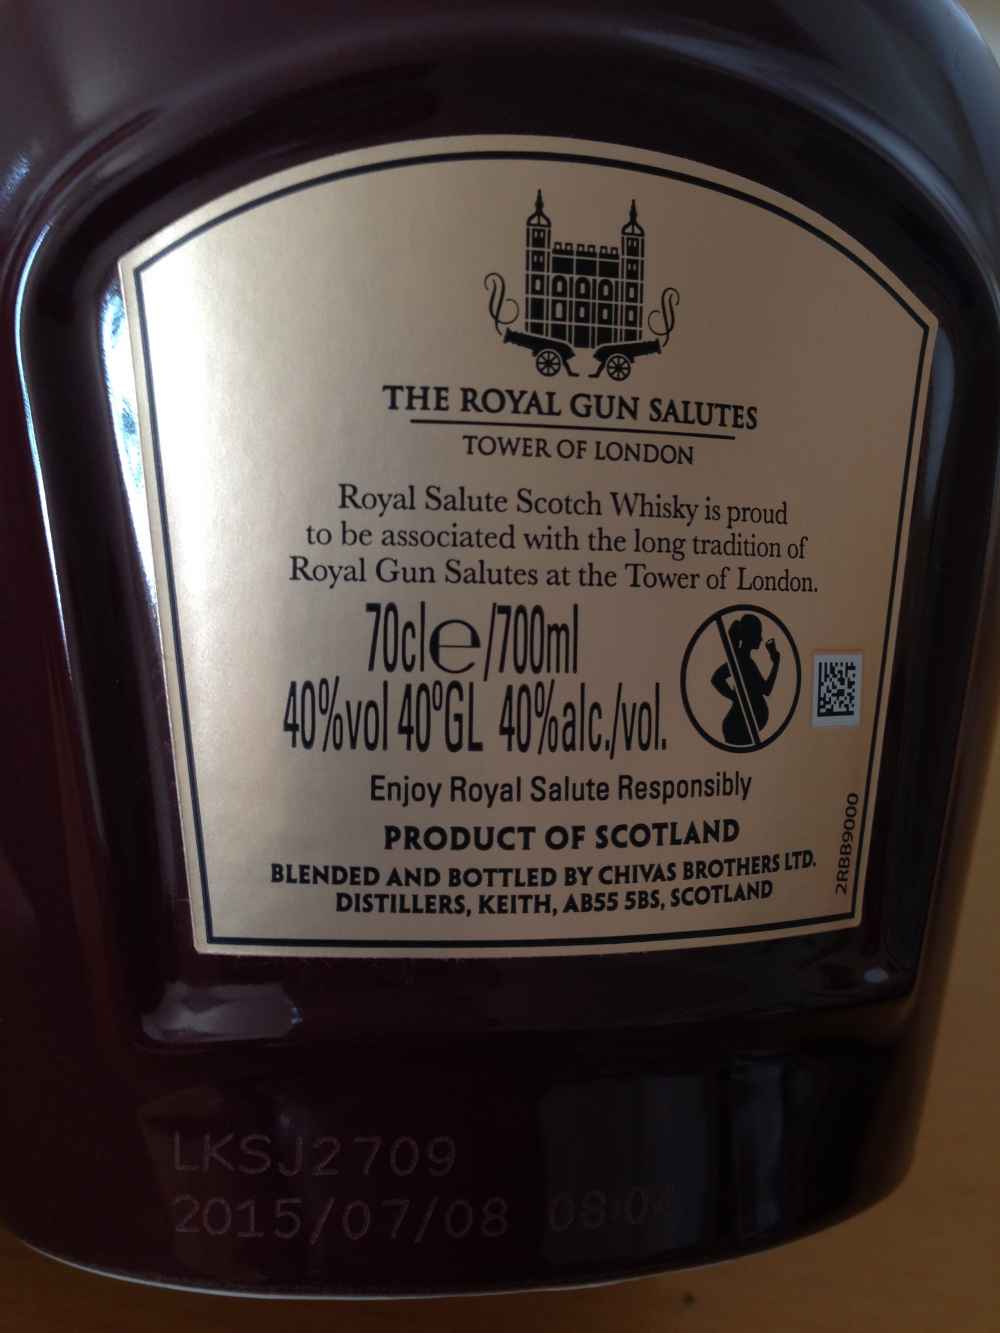 THE ROYAL GUN SALUTES
TOWER OF LONDON
Royal Salute Scotch Whisky is proud
to be associated with the long tradition of
Royal Gun Salutes at the Tower of London.
70cl℮/700ml
40%vol 40ºGL 40%alc./vol.
Enjoy Royal Salute Responsibly
PRODUCT OF SCOTLAND
BLENDED AND BOTTLED BY CHIVAS BROTHERS LTD.
DISTILLERS, KEITH, AB55 5BS, SCOTLAND
2RBB9000
LKSJ2709
2015/07/08